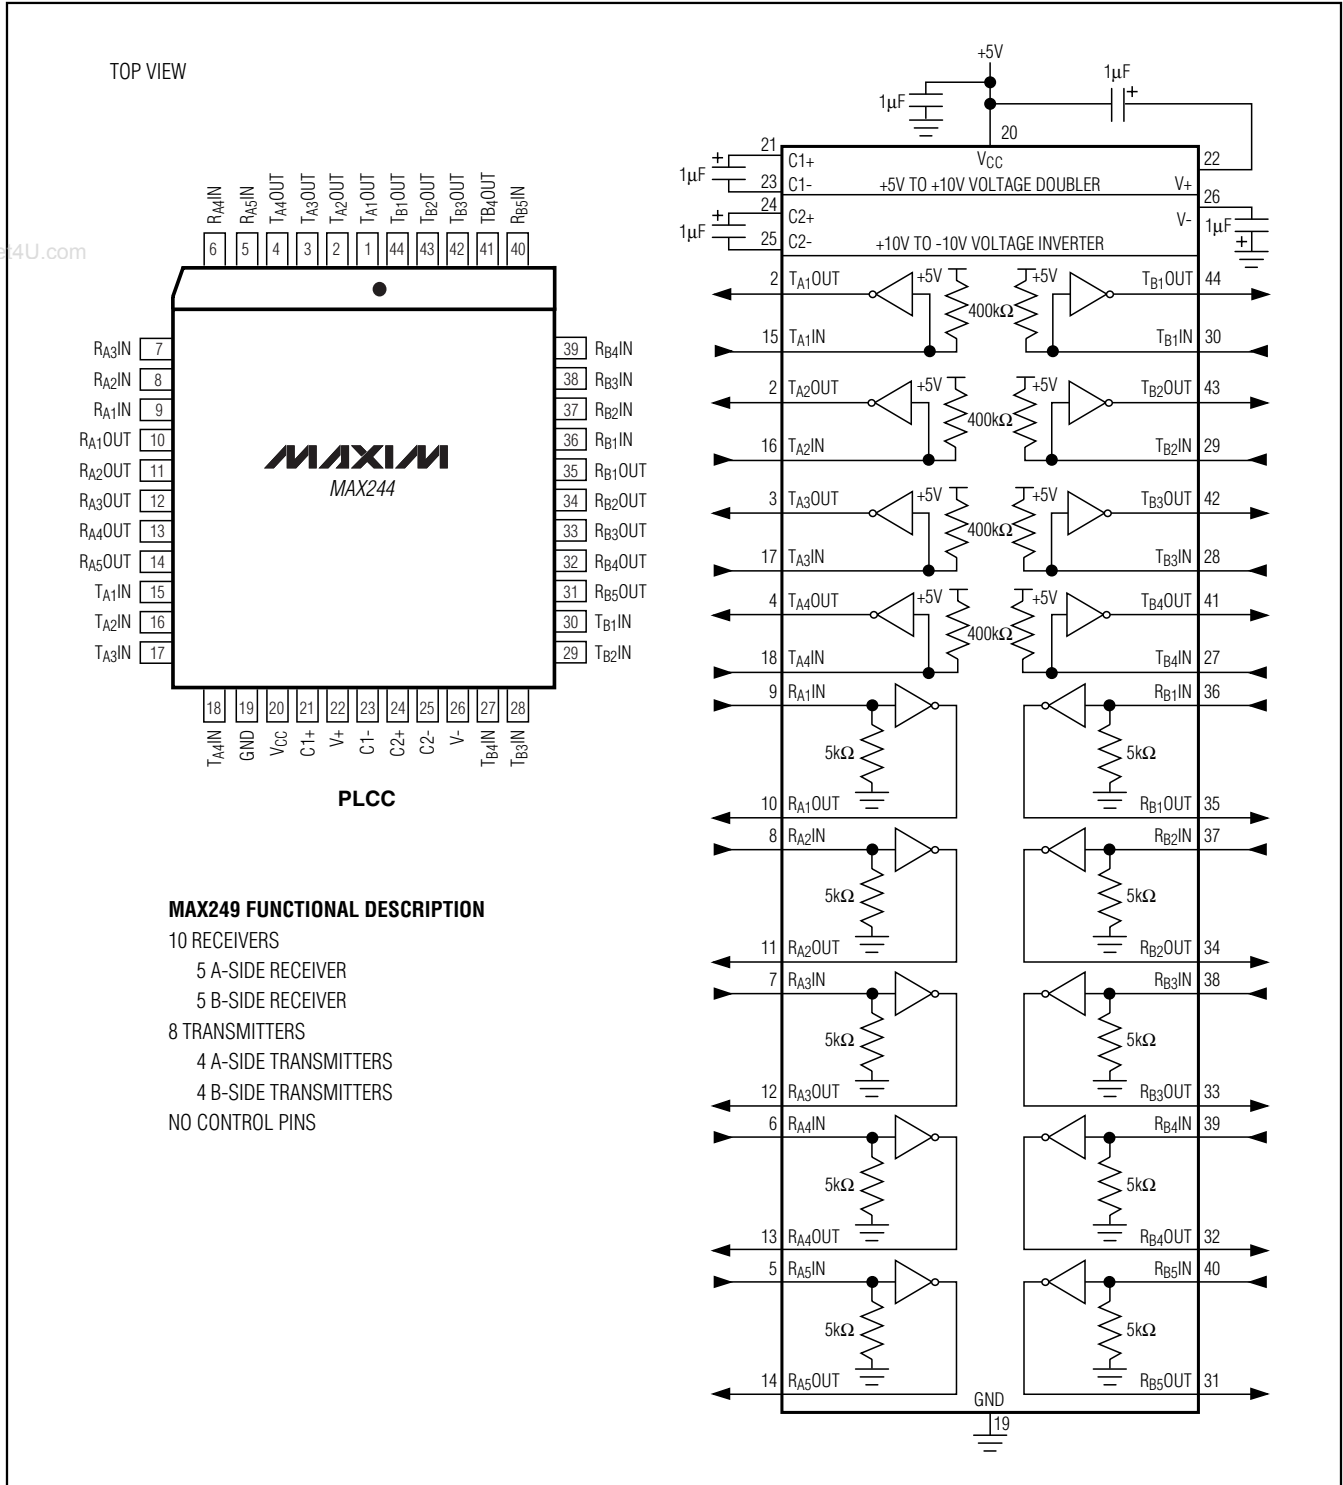 TOP VIEW
et4U.com
RA4IN
RA5IN
TA4OUT
TA3OUT
TA2OUT
TA1OUT
TB1OUT
TB2OUT
TB3OUT
TB4OUT
RB5IN
6 5 4 3 2 1 44 43 42 41 40
RA3IN 7
RA2IN 8
RA1IN 9
RA1OUT 10
RA2OUT 11
RA3OUT 12
RA4OUT 13
RA5OUT 14
TA1IN 15
TA2IN 16
TA3IN 17
MAXIM
MAX244
39 RB4IN
38 RB3IN
37 RB2IN
36 RB1IN
35 RB1OUT
34 RB2OUT
33 RB3OUT
32 RB4OUT
31 RB5OUT
30 TB1IN
29 TB2IN
18 19 20 21 22 23 24 25 26 27 28
TA4IN
GND
VCC
C1+
V+
C1-
C2+
C2-
V-
TB4IN
TB3IN
PLCC
MAX249 FUNCTIONAL DESCRIPTION
10 RECEIVERS
5 A-SIDE RECEIVER
5 B-SIDE RECEIVER
8 TRANSMITTERS
4 A-SIDE TRANSMITTERS
4 B-SIDE TRANSMITTERS
NO CONTROL PINS
+5V
1µF
1µF +
20
21 C1+ VCC 22
+ 1µF
23 C1- +5V TO +10V VOLTAGE DOUBLER V+
24 C2+ V- 26
+ 1µF
25 C2- +10V TO -10V VOLTAGE INVERTER
1µF +
2 TA1OUT +5V +5V TB1OUT 44
400kΩ
15 TA1IN TB1IN 30
2 TA2OUT +5V +5V TB2OUT 43
400kΩ
16 TA2IN TB2IN 29
3 TA3OUT +5V +5V TB3OUT 42
400kΩ
17 TA3IN TB3IN 28
4 TA4OUT +5V +5V TB4OUT 41
400kΩ
18 TA4IN TB4IN 27
9 RA1IN RB1IN 36
5kΩ 5kΩ
10 RA1OUT RB1OUT 35
8 RA2IN RB2IN 37
5kΩ 5kΩ
11 RA2OUT RB2OUT 34
7 RA3IN RB3IN 38
5kΩ 5kΩ
12 RA3OUT RB3OUT 33
6 RA4IN RB4IN 39
5kΩ 5kΩ
13 RA4OUT RB4OUT 32
5 RA5IN RB5IN 40
5kΩ 5kΩ
14 RA5OUT RB5OUT 31
GND
19